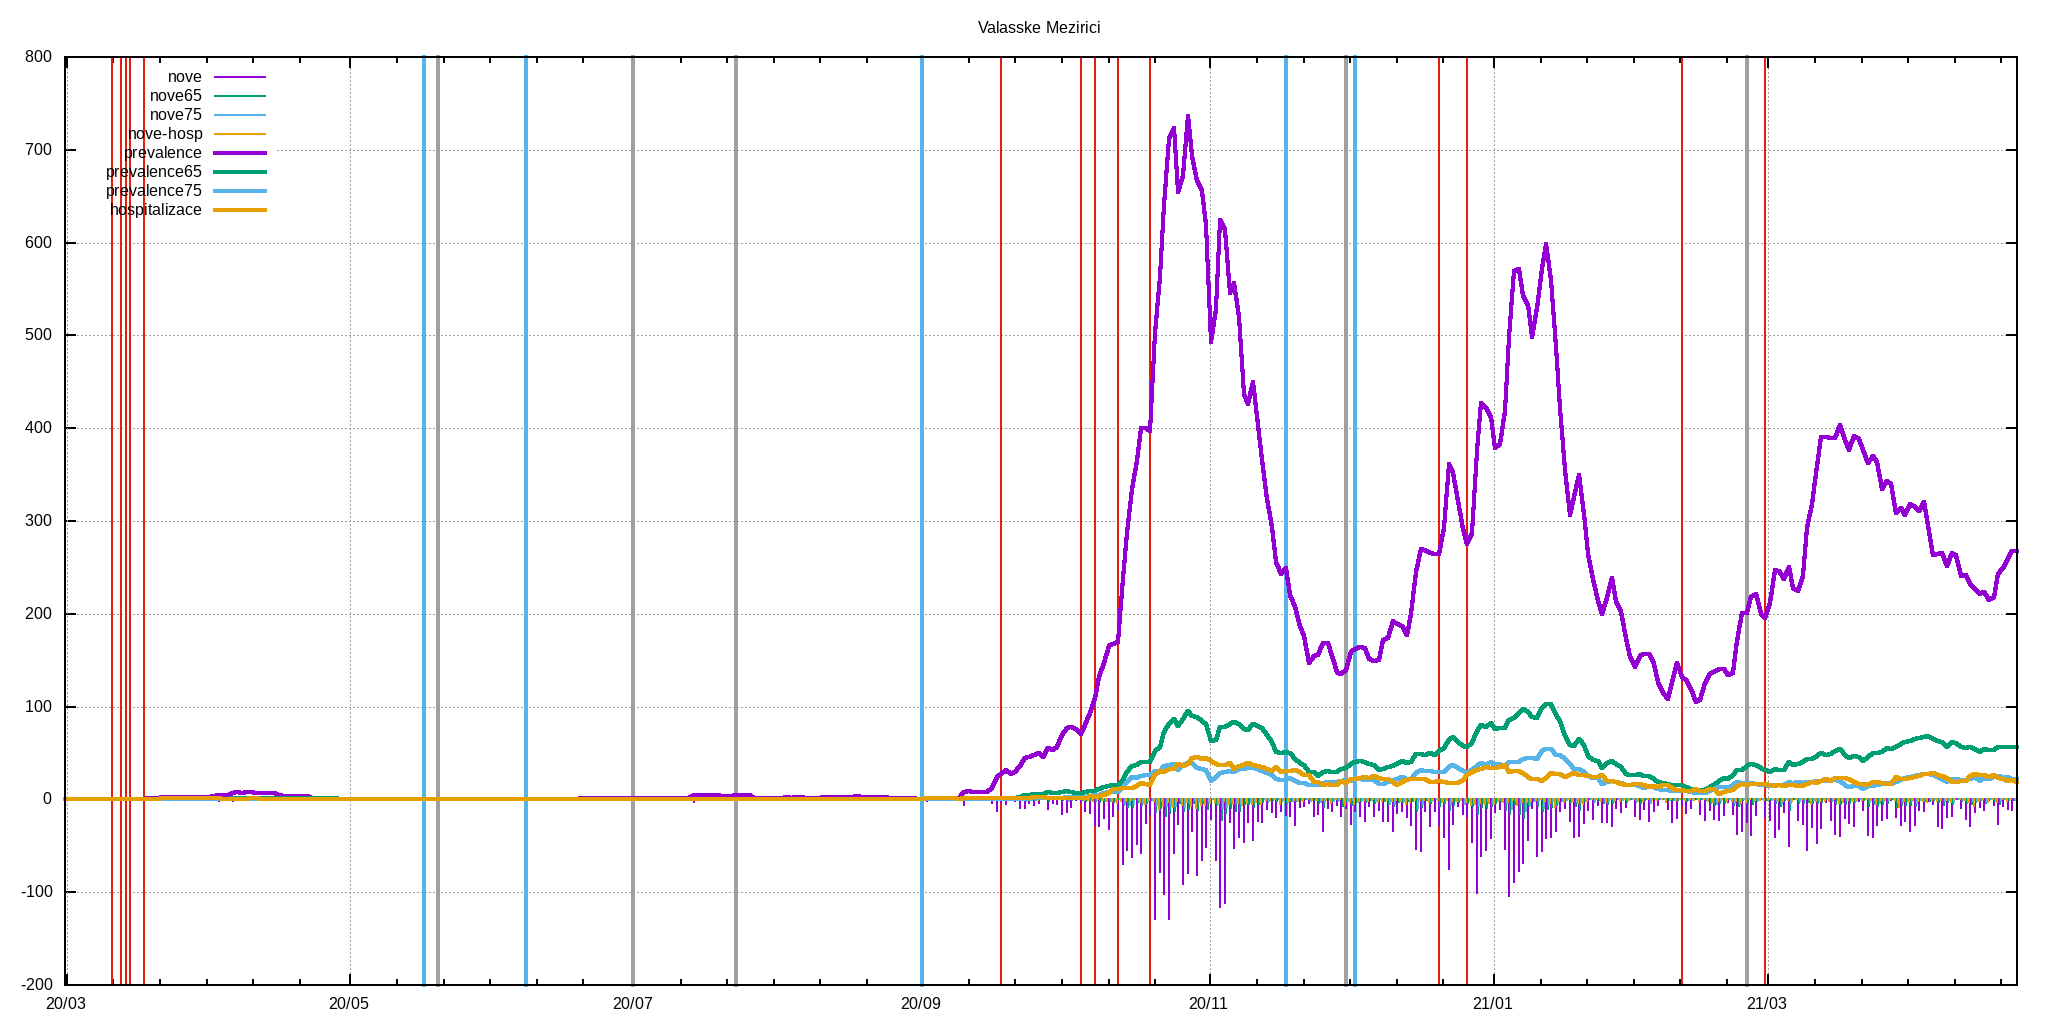 Valasske Mezirici
800
700
600
500
400
300
200
100
0
-100
-200
nove
nove65
nove75
nove-hosp
prevalence
prevalence65
prevalence75
hospitalizace
20/03 20/05 20/07 20/09 20/11 21/01 21/03